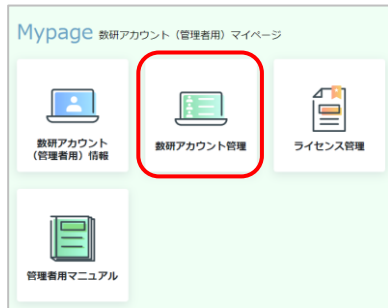 Mypage 数研アカウント（管理者用）マイページ
数研アカウント
（管理者用）情報
数研アカウント管理
ライセンス管理
管理者用マニュアル